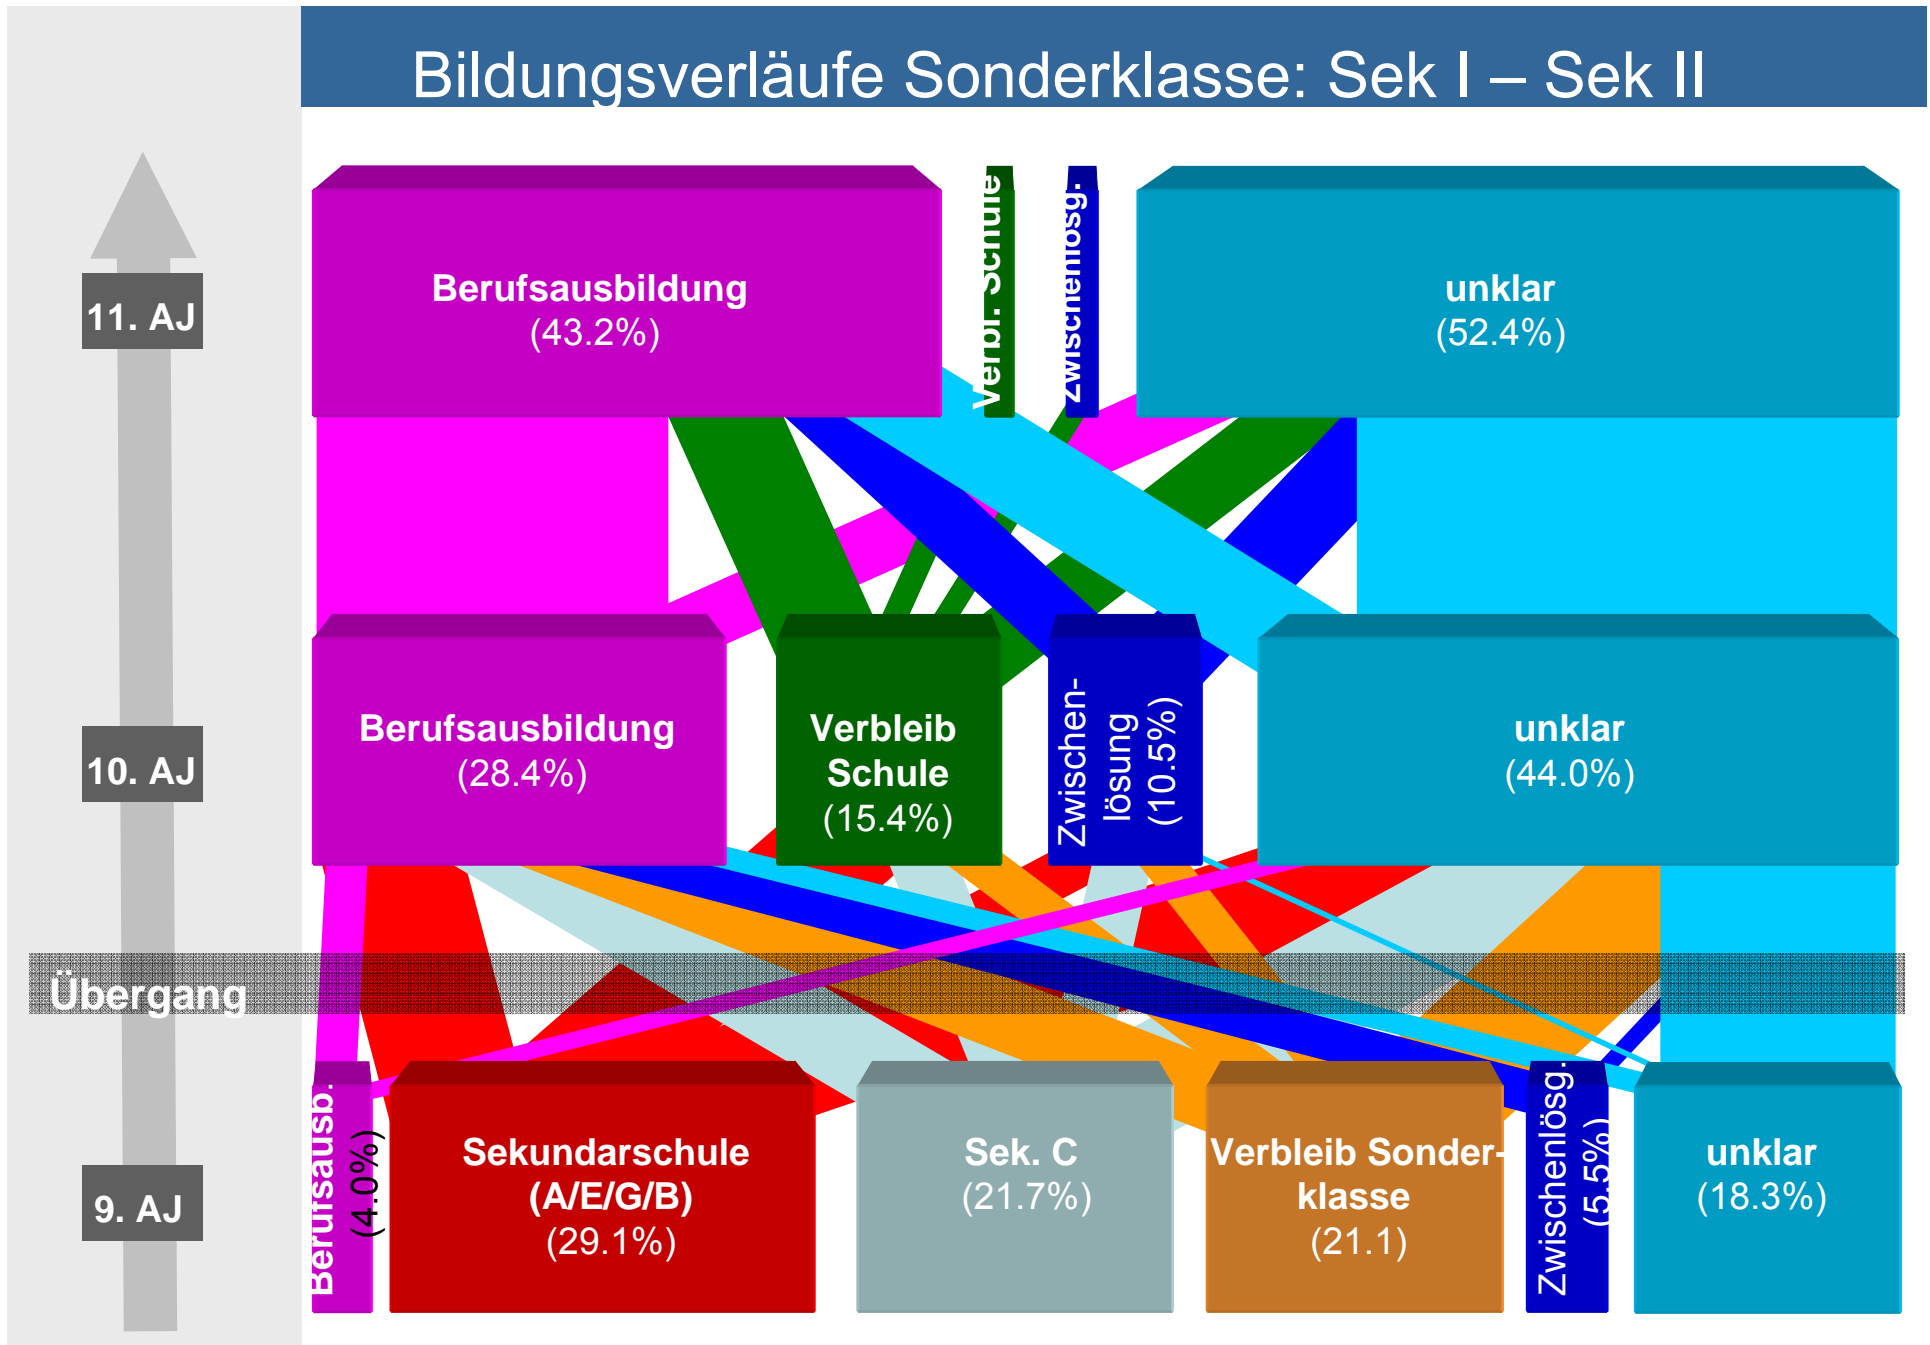 Bildungsverläufe Sonderklasse: Sek I – Sek II
11. AJ
Berufsausbildung
(43.2%)
Verbl. Schule
Zwischenlösg.
unklar
(52.4%)
10. AJ
Berufsausbildung
(28.4%)
Verbleib
Schule
(15.4%)
Zwischen-
lösung
(10.5%)
unklar
(44.0%)
Übergang
9. AJ
Berufsausb.
(4.0%)
Sekundarschule
(A/E/G/B)
(29.1%)
Sek. C
(21.7%)
Verbleib Sonder-
klasse
(21.1)
Zwischenlösg.
(5.5%)
unklar
(18.3%)